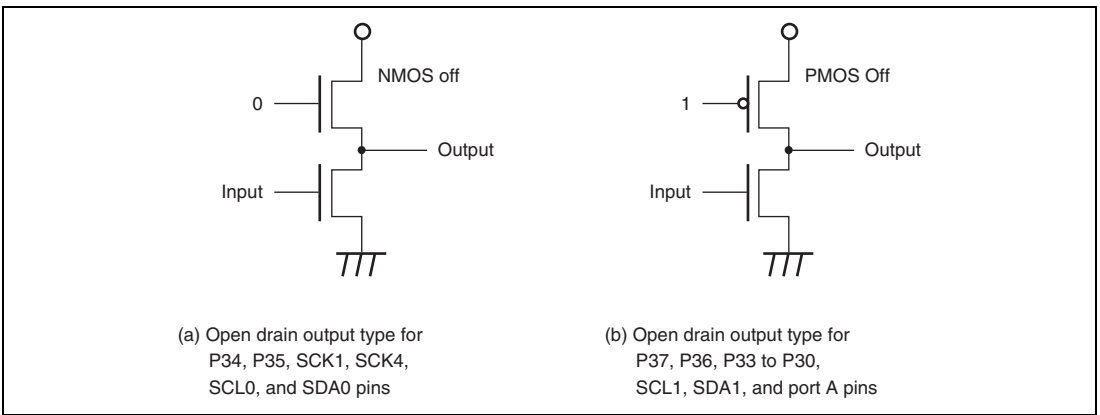 NMOS off
0
Output
Input
(a) Open drain output type for
P34, P35, SCK1, SCK4,
SCL0, and SDA0 pins
PMOS Off
1
Output
Input
(b) Open drain output type for
P37, P36, P33 to P30,
SCL1, SDA1, and port A pins